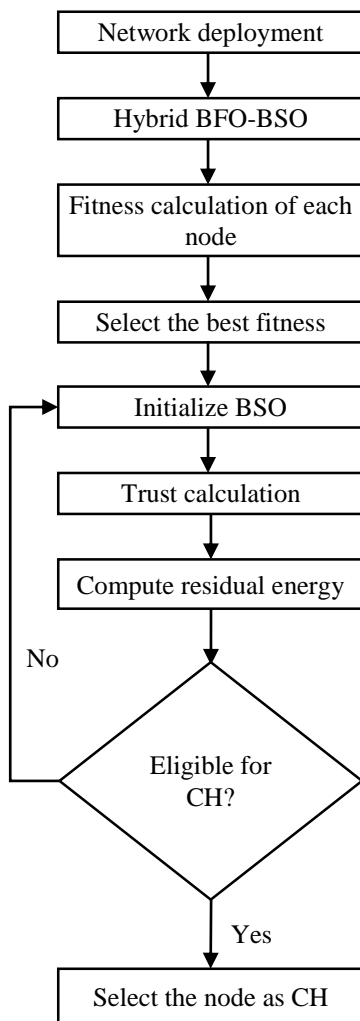 Network deployment
Hybrid BFO-BSO
Fitness calculation of each
node
Select the best fitness
Initialize BSO
Trust calculation
Compute residual energy
No
Eligible for
CH?
Yes
Select the node as CH